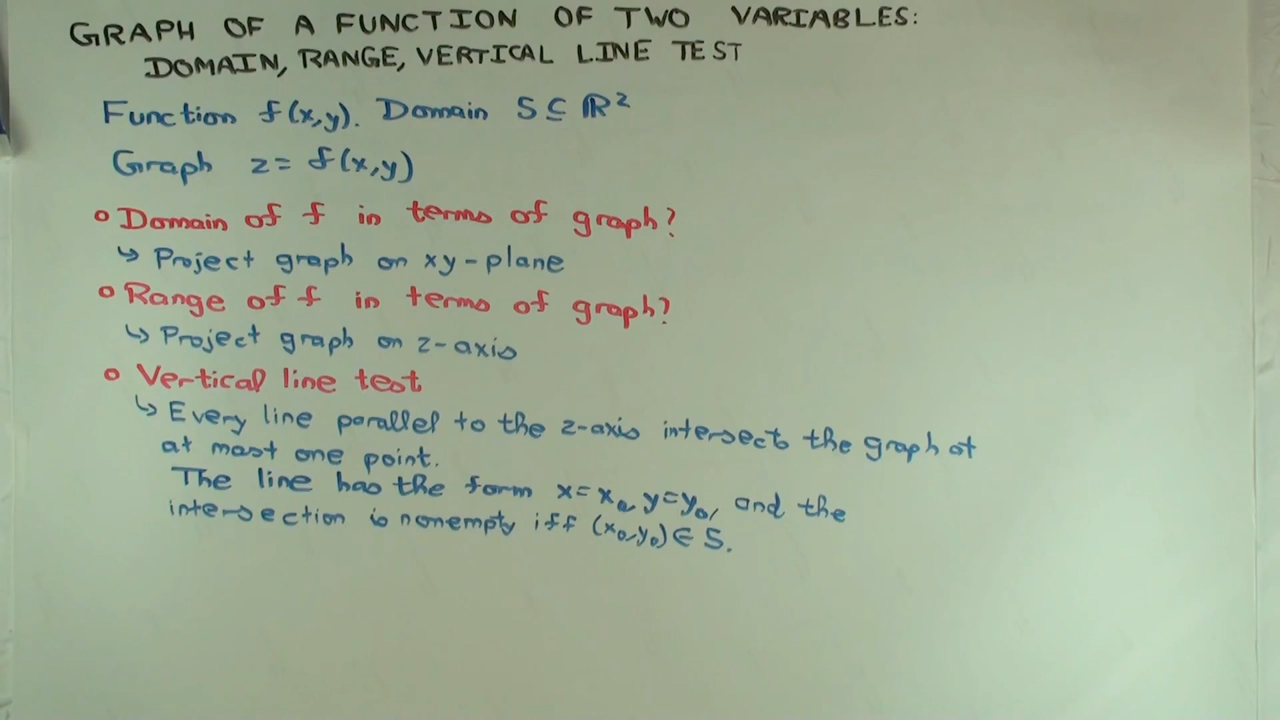 GRAPH OF A FUNCTION OF TWO VARIABLES:
DOMAIN, RANGE, VERTICAL LINE TEST
Function f(x,y). Domain S ⊆ ℝ²
Graph z = f(x,y)
o Domain of f in terms of graph?
↳ Project graph on xy-plane
o Range of f in terms of graph?
↳ Project graph on z-axis
o Vertical line test
↳ Every line parallel to the z-axis intersects the graph at
at most one point.
The line has the form x=x₀, y=y₀, and the
intersection is nonempty iff (x₀,y₀) ∈ S.